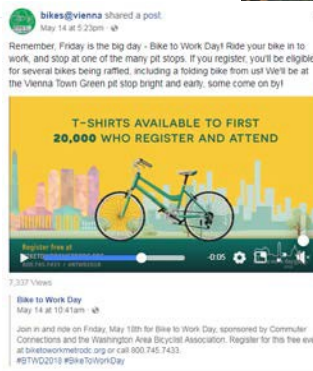 bikes@vienna shared a post.
May 14 at 5:23pm
Remember, Friday is the big day - Bike to Work Day! Ride your bike in to
work, and stop at one of the many pit stops. If you register, you'll be eligible
for several bikes being raffled, including a folding bike from us! We'll be at
the Vienna Town Green pit stop bright and early, some come on by!
T-SHIRTS AVAILABLE TO FIRST
20,000 WHO REGISTER AND ATTEND
Register free at
-0:05
7,337 Views
Bike to Work Day
May 14 at 10:41am
Join and ride on Friday, May 18th for Bike to Work Day, sponsored by Commuter
Connections and the Washington Area Bicyclist Association. Register for this free eve
at biketoworkmetrodc.org or call 800.745.7433.
#BTWD2018 #BikeToWorkDay